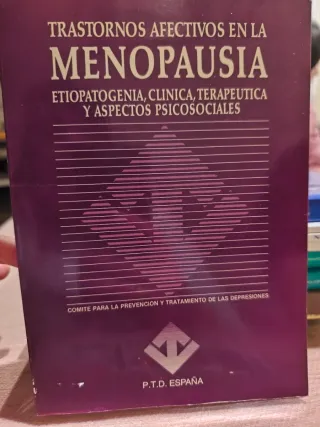 TRASTORNOS AFECTIVOS EN LA
MENOPAUSIA
ETIOPATOGENIA, CLINICA, TERAPEUTICA
Y ASPECTOS PSICOSOCIALES
COMITE PARA LA PREVENCION Y TRATAMIENTO DE LAS DEPRESIONES
P.T.D. ESPAÑA